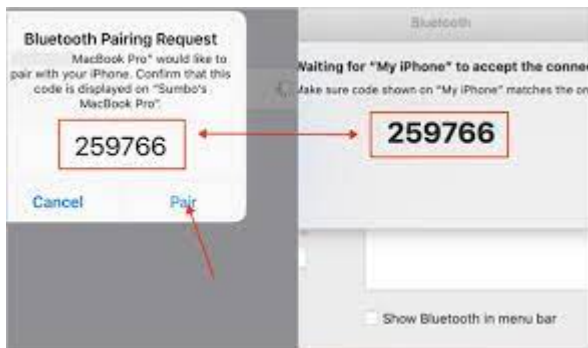 Bluetooth Pairing Request
MacBook Pro" would like to
pair with your iPhone. Confirm that this
code is displayed on "Sumbo's
MacBook Pro".
259766
Cancel
Pair
Bluetooth
Waiting for "My iPhone" to accept the connec
Make sure code shown on "My iPhone" matches the on
259766
Show Bluetooth in menu bar